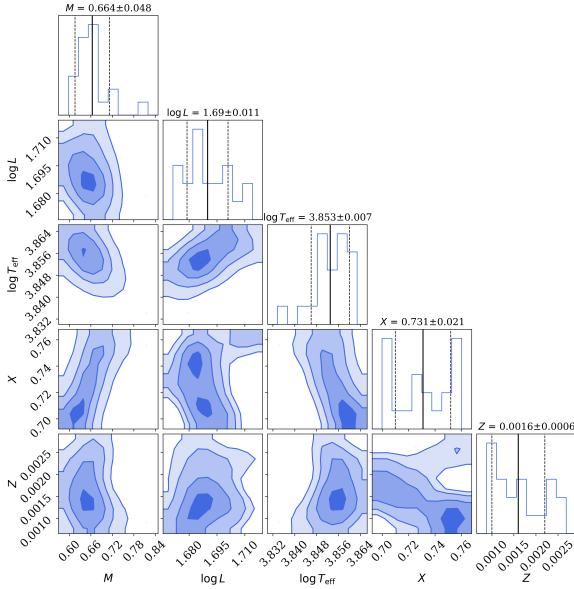 M = 0.664±0.048
log L = 1.69±0.011
log L
1.710
1.695
1.680
log T_eff = 3.853±0.007
log T_eff
3.864
3.856
3.848
3.840
3.832
X = 0.731±0.021
X
0.76
0.74
0.72
0.70
Z = 0.0016±0.0006
Z
0.0025
0.0020
0.0015
0.0010
0.60 0.66 0.72 0.78 0.84
1.680 1.695 1.710
3.832 3.840 3.848 3.856 3.864
0.70 0.72 0.74 0.76
0.0010 0.0015 0.0020 0.0025
M log L log T_eff X Z